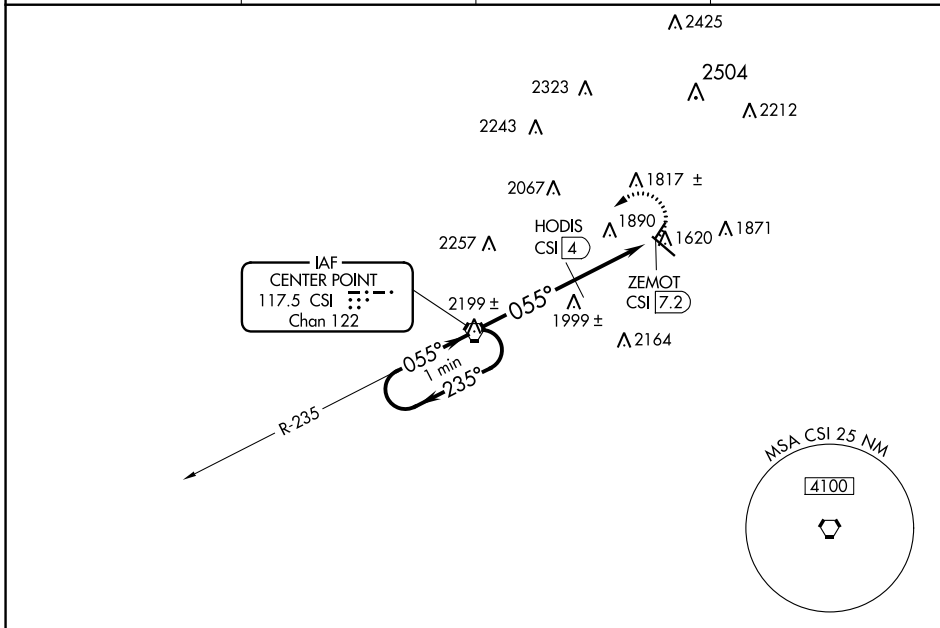 2425
2504
2323
2212
2243
1817 ±
2067
HODIS
CSI 4
1890
1620
1871
2257
IAF
CENTER POINT
117.5 CSI
Chan 122
ZEMOT
CSI 7.2
2199 ±
055°
1999 ±
2164
055°
1 min
235°
R-235
MSA CSI 25 NM
4100